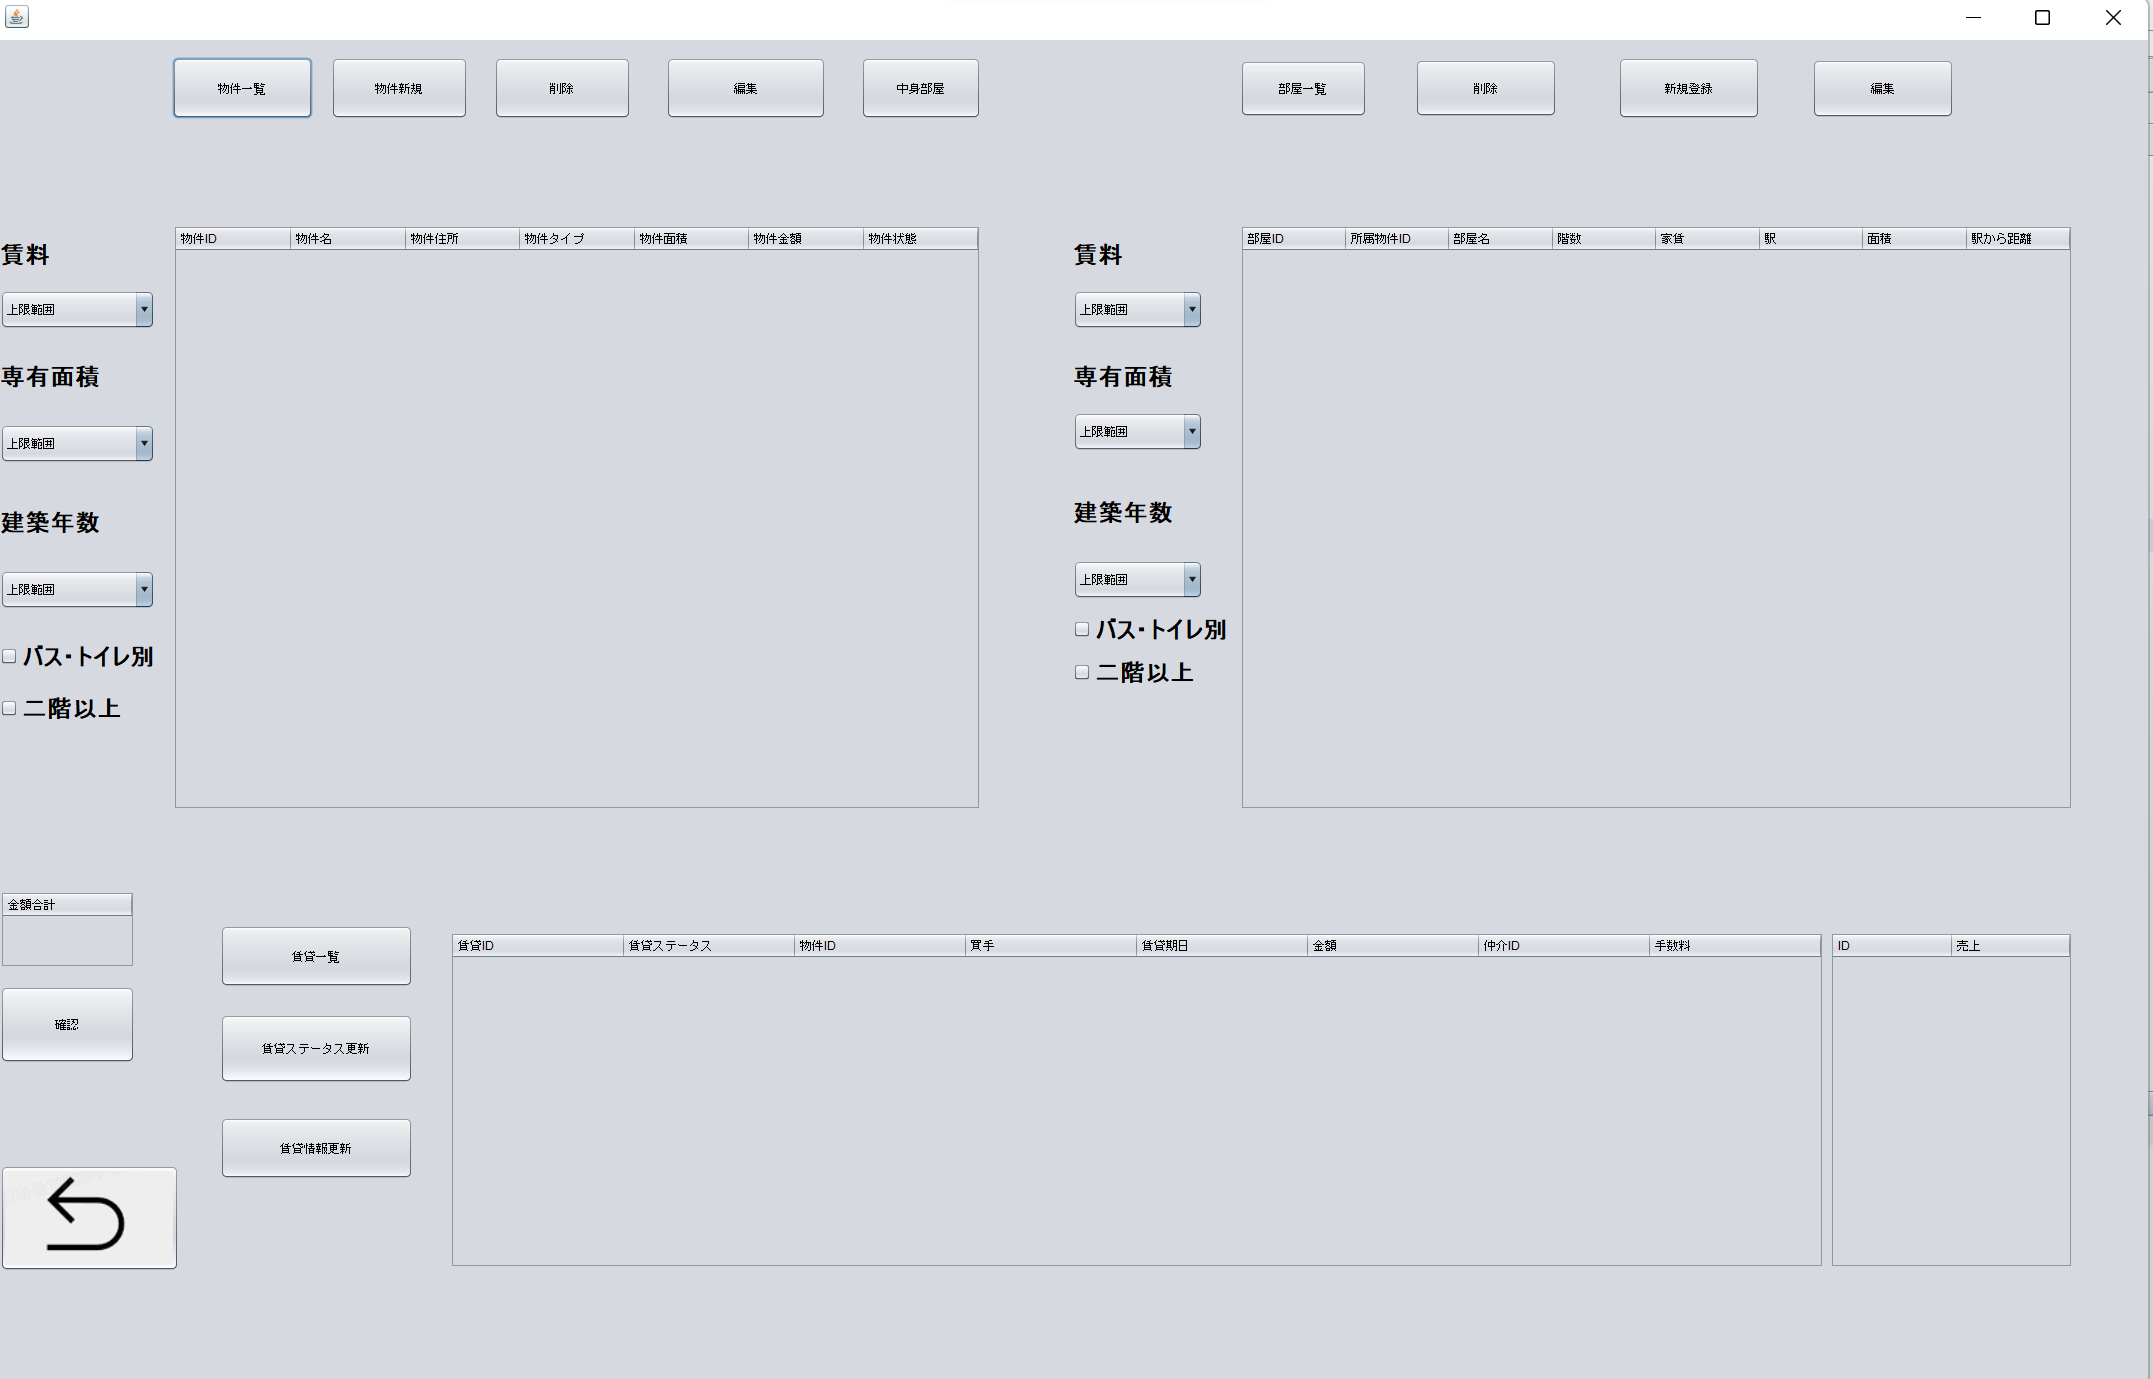 物件一覧
物件新規
削除
編集
中身部屋
部屋一覧
削除
新規登録
編集
賃料
上限範囲
専有面積
上限範囲
建築年数
上限範囲
バス・トイレ別
二階以上
物件ID 物件名 物件住所 物件タイプ 物件面積 物件金額 物件状態
賃料
上限範囲
専有面積
上限範囲
建築年数
上限範囲
バス・トイレ別
二階以上
部屋ID 所属物件ID 部屋名 階数 家賃 駅 面積 駅から距離
金額合計
確認
賃貸一覧
賃貸ステータス更新
賃貸情報更新
賃貸ID 賃貸ステータス 物件ID 買手 賃貸期日 金額 仲介ID 手数料
ID 売上